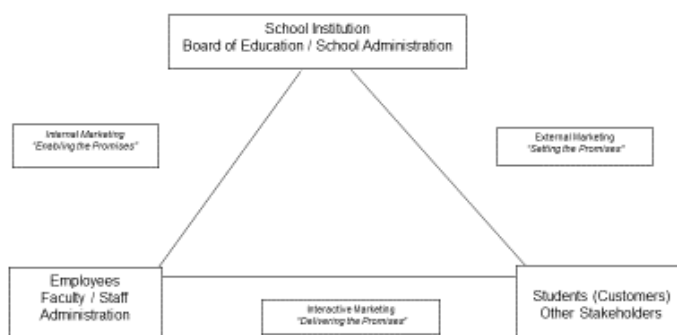 School Institution
Board of Education / School Administration
Internal Marketing
"Enabling the Promises"
External Marketing
"Setting the Promises"
Employees
Faculty / Staff
Administration
Interactive Marketing
"Delivering the Promises"
Students (Customers)
Other Stakeholders